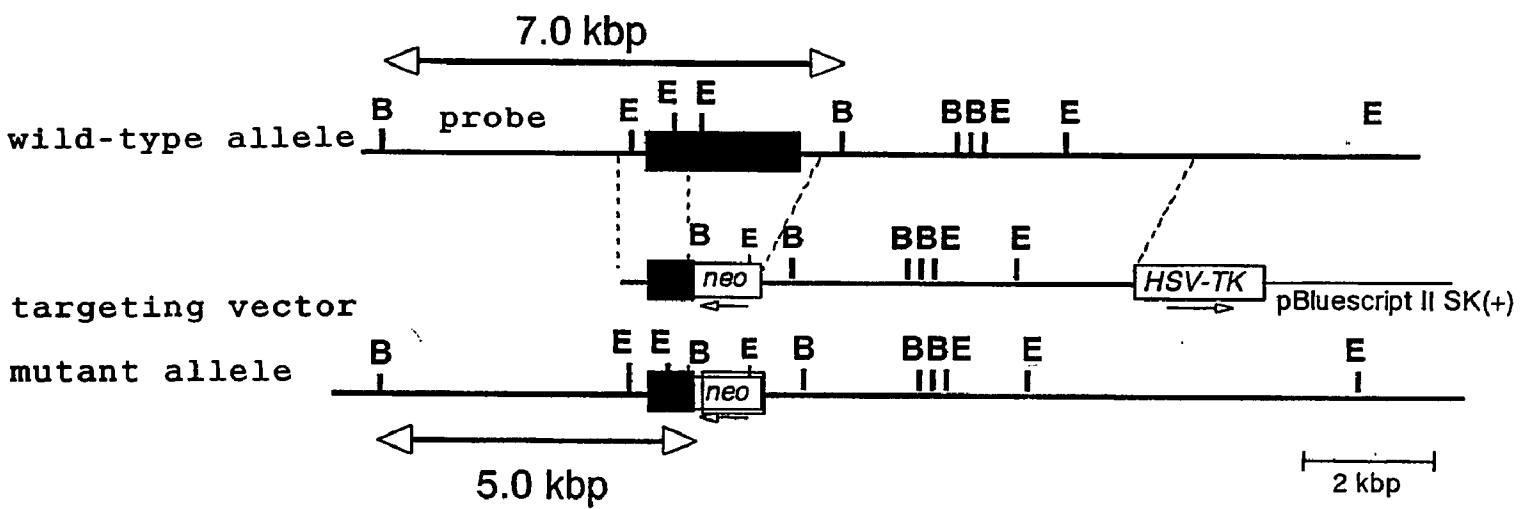 7.0 kbp
B probe E E E B BBE E E
wild-type allele
B E B BBE E
neo HSV-TK
targeting vector pBluescript II SK(+)
B E E B E B BBE E E
mutant allele neo
5.0 kbp 2 kbp